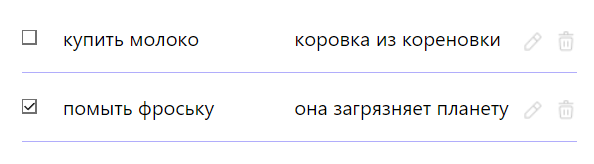 купить молоко коровка из кореновки
помыть фроську она загрязняет планету